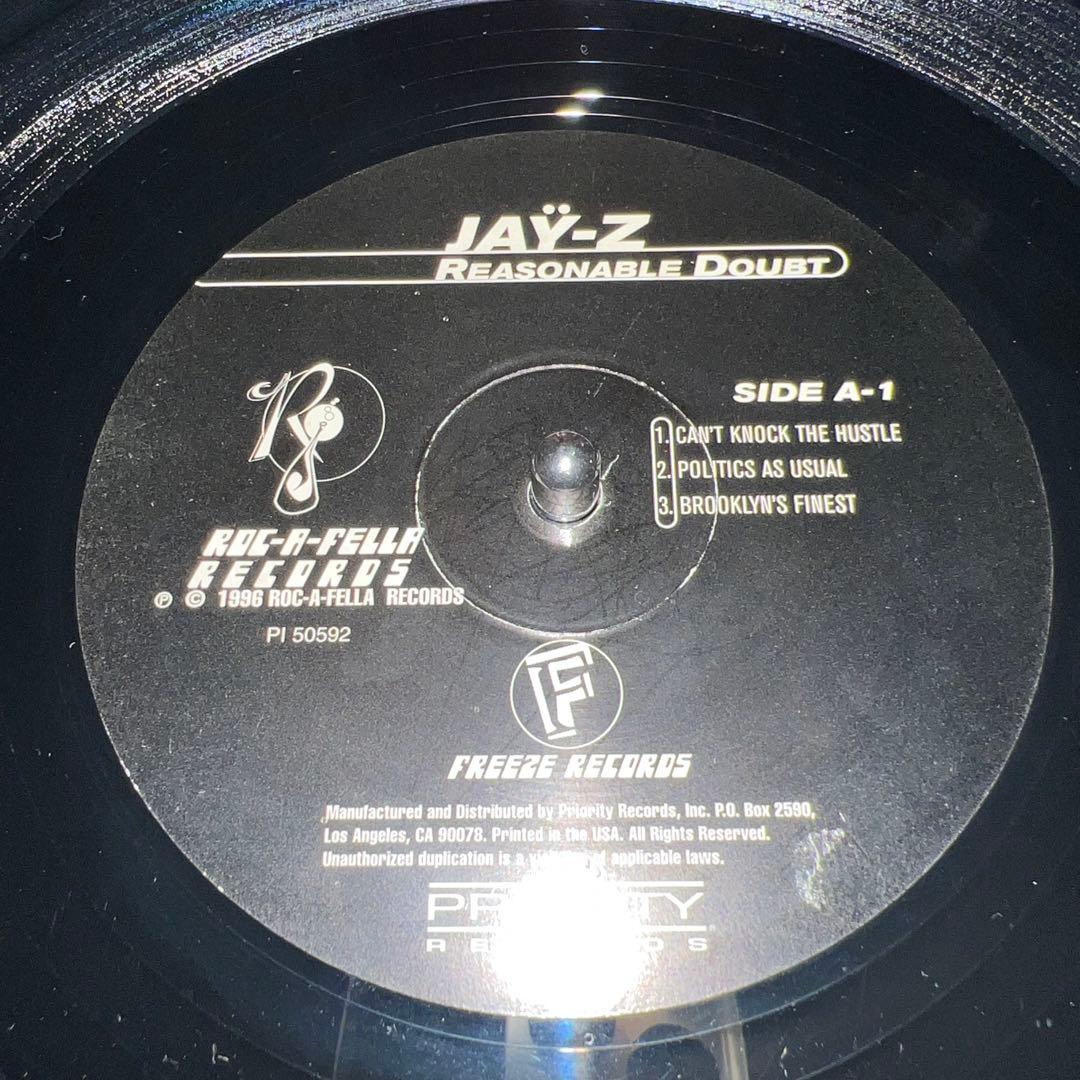 JAŸ-Z
REASONABLE DOUBT
SIDE A-1
1. CAN'T KNOCK THE HUSTLE
2. POLITICS AS USUAL
3. BROOKLYN'S FINEST
8
ROC-A-FELLA
RECORDS
℗ © 1996 ROC-A-FELLA RECORDS
PI 50592
F
FREEZE RECORDS
Manufactured and Distributed by Priority Records, Inc. P.O. Box 2590,
Los Angeles, CA 90078. Printed in the USA. All Rights Reserved.
Unauthorized duplication is a of applicable laws.